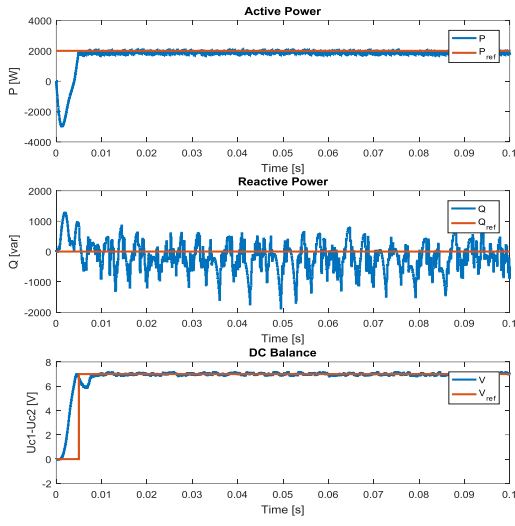 Active Power
P [W]
4000
2000
0
-2000
-4000
P
P_ref
0 0.01 0.02 0.03 0.04 0.05 0.06 0.07 0.08 0.09 0.1
Time [s]
Reactive Power
Q [var]
2000
1000
0
-1000
-2000
Q
Q_ref
0 0.01 0.02 0.03 0.04 0.05 0.06 0.07 0.08 0.09 0.1
Time [s]
DC Balance
Uc1-Uc2 [V]
8
6
4
2
0
-2
V
V_ref
0 0.01 0.02 0.03 0.04 0.05 0.06 0.07 0.08 0.09 0.1
Time [s]